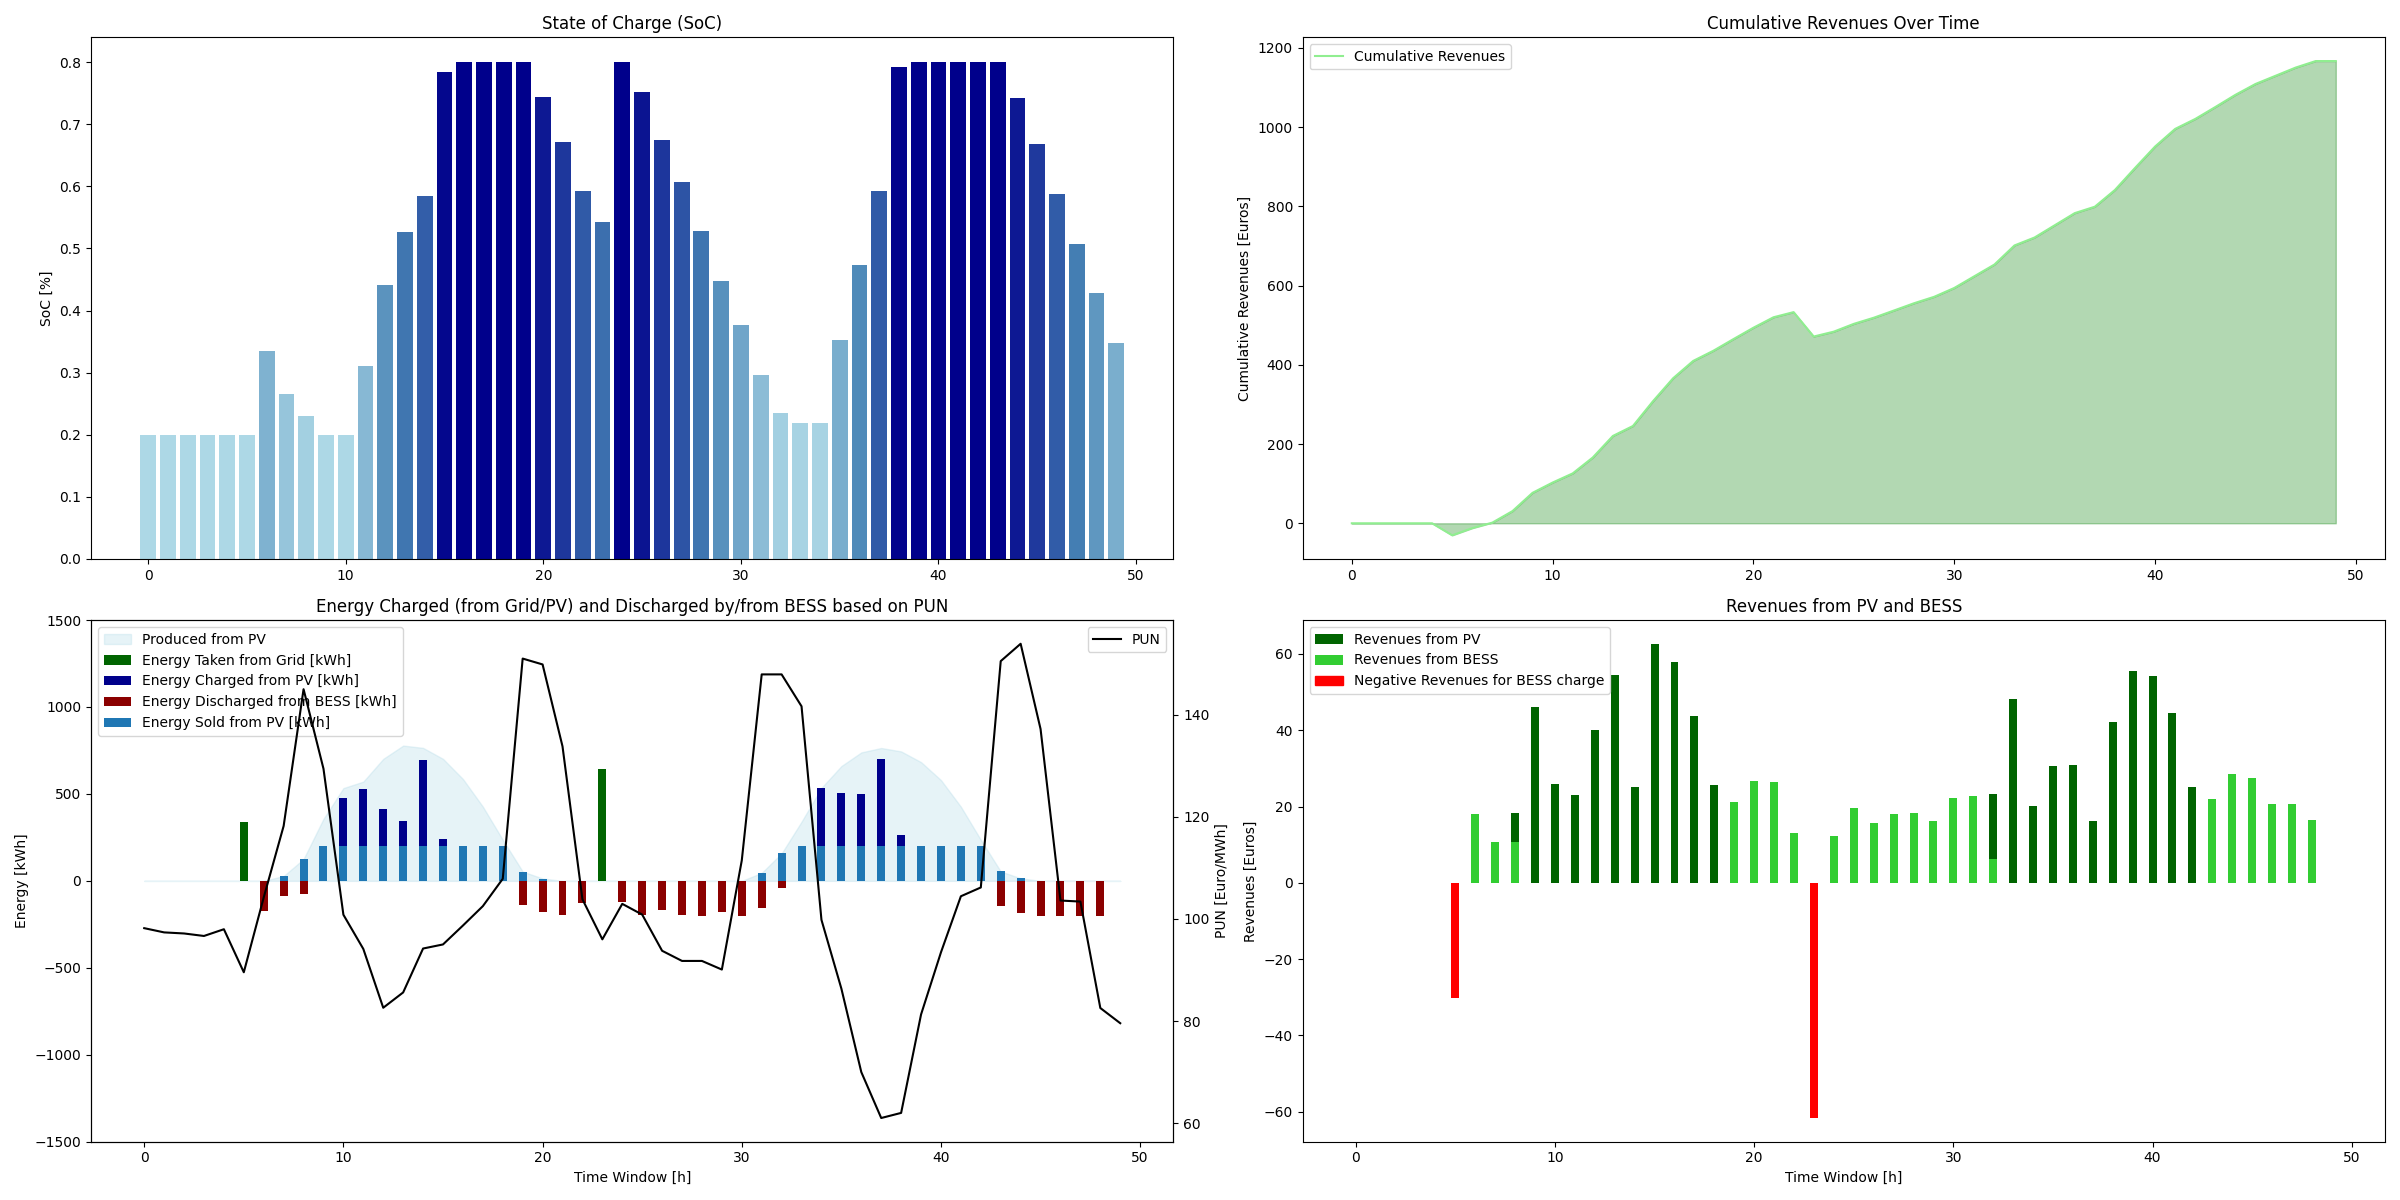 State of Charge (SoC)
SoC [%]
0.8
0.7
0.6
0.5
0.4
0.3
0.2
0.1
0.0
0 10 20 30 40 50
Cumulative Revenues Over Time
Cumulative Revenues
Cumulative Revenues [Euros]
1200
1000
800
600
400
200
0
0 10 20 30 40 50
Energy Charged (from Grid/PV) and Discharged by/from BESS based on PUN
Produced from PV
Energy Taken from Grid [kWh]
Energy Charged from PV [kWh]
Energy Discharged from BESS [kWh]
Energy Sold from PV [kWh]
PUN
Energy [kWh]
1500
1000
500
0
−500
−1000
−1500
PUN [Euro/MWh]
140
120
100
80
60
0 10 20 30 40 50
Time Window [h]
Revenues from PV and BESS
Revenues from PV
Revenues from BESS
Negative Revenues for BESS charge
Revenues [Euros]
60
40
20
0
−20
−40
−60
0 10 20 30 40 50
Time Window [h]